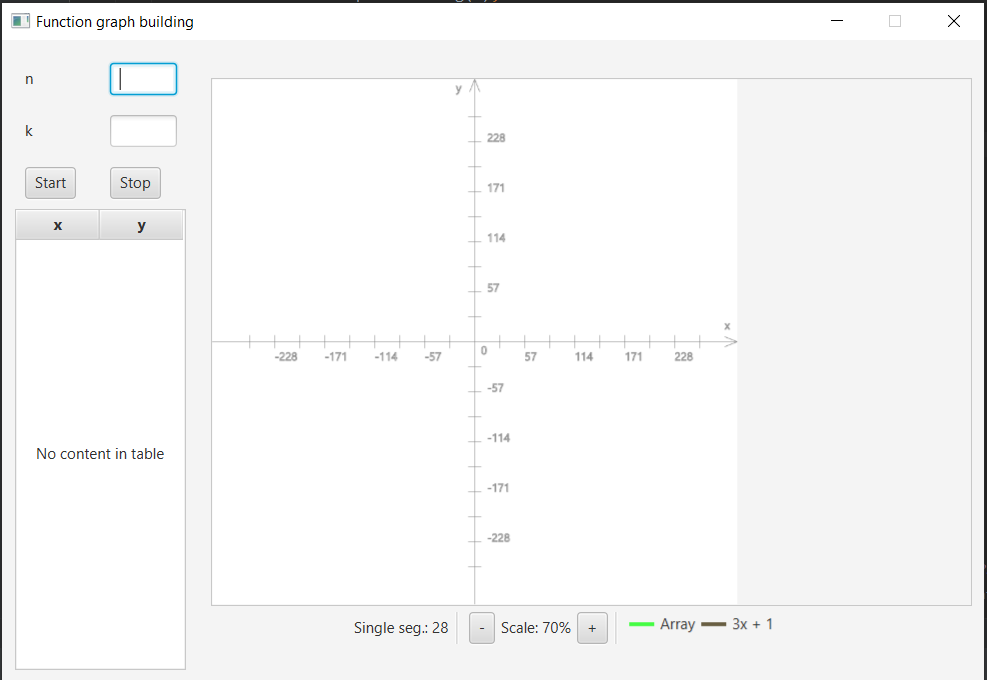 Function graph building
n
k
Start Stop
x y
No content in table
y
228
171
114
57
x
-228 -171 -114 -57 0 57 114 171 228
-57
-114
-171
-228
Single seg.: 28 - Scale: 70% + Array 3x + 1